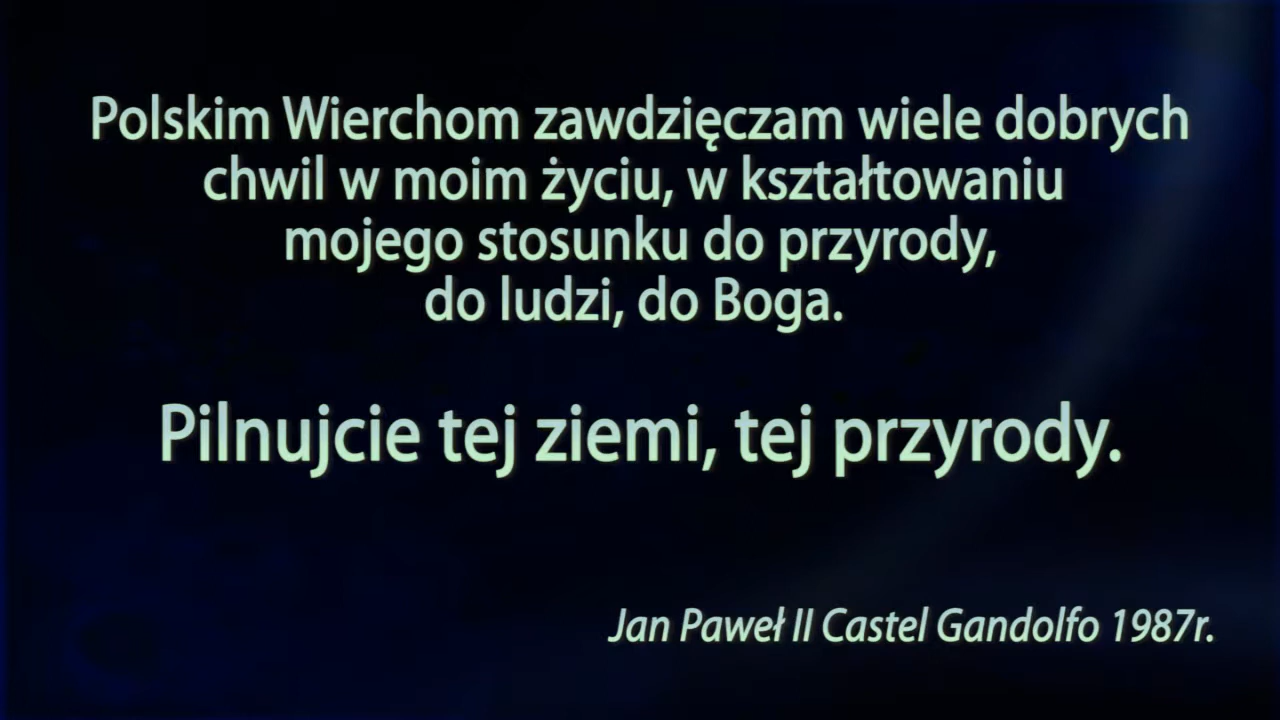 Polskim Wierchom zawdzięczam wiele dobrych
chwil w moim życiu, w kształtowaniu
mojego stosunku do przyrody,
do ludzi, do Boga.
Pilnujcie tej ziemi, tej przyrody.
Jan Paweł II Castel Gandolfo 1987r.